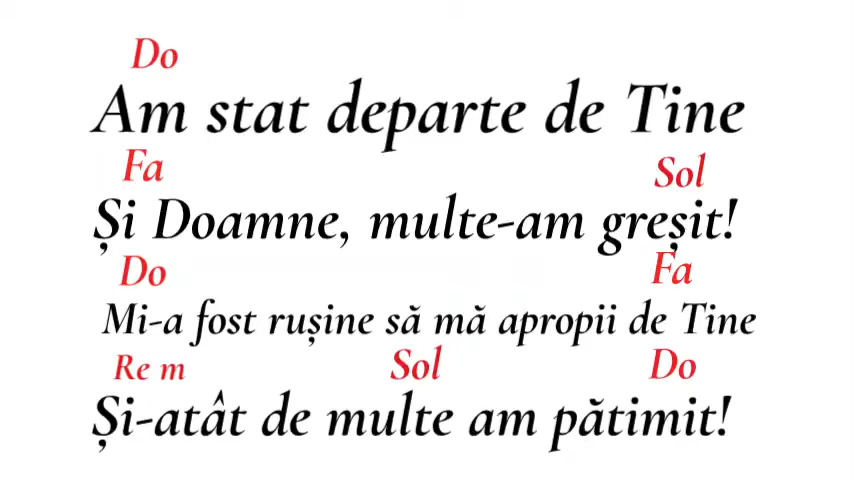 Do
Am stat departe de Tine
Fa Sol
Și Doamne, multe-am greșit!
Do Fa
Mi-a fost rușine să mă apropii de Tine
Re m Sol Do
Și-atât de multe am pătimit!